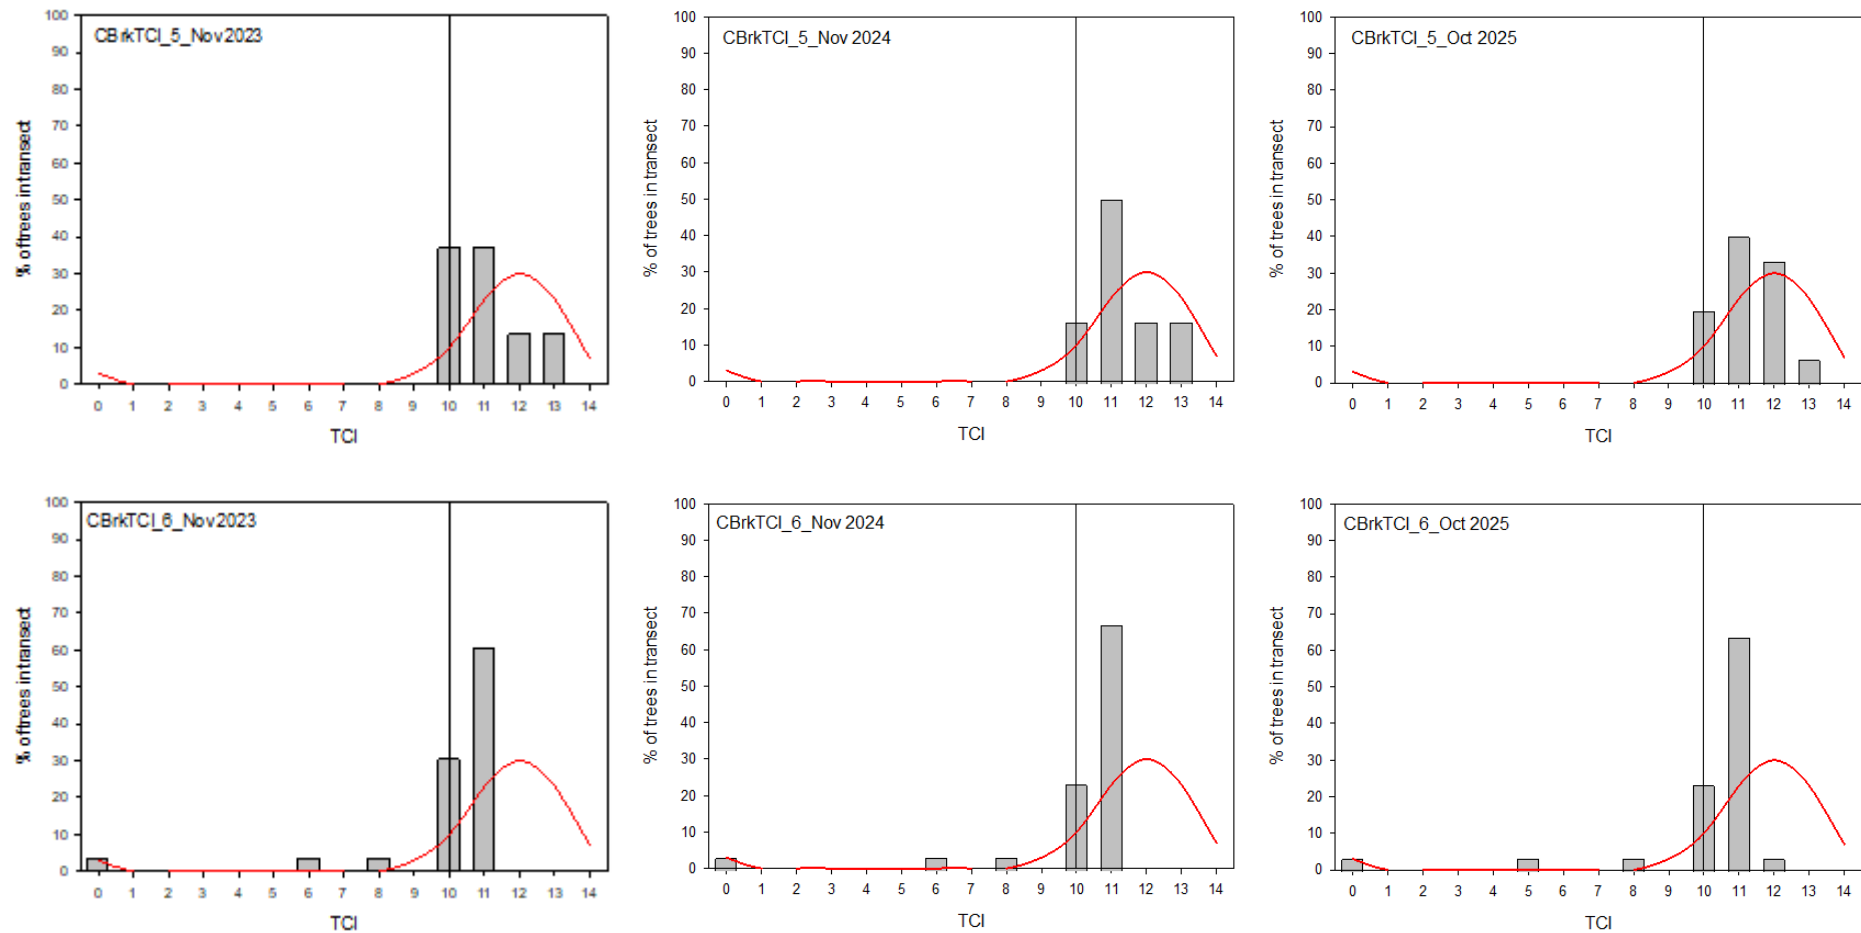 CBrkTCI_5_Nov2023
% of trees in transect
100
90
80
70
60
50
40
30
20
10
0
0 1 2 3 4 5 6 7 8 9 10 11 12 13 14
TCI
CBrkTCI_5_Nov 2024
% of trees in transect
100
90
80
70
60
50
40
30
20
10
0
0 1 2 3 4 5 6 7 8 9 10 11 12 13 14
TCI
CBrkTCI_5_Oct 2025
% of trees in transect
100
90
80
70
60
50
40
30
20
10
0
0 1 2 3 4 5 6 7 8 9 10 11 12 13 14
TCI
CBrkTCI_6_Nov2023
% of trees in transect
100
90
80
70
60
50
40
30
20
10
0
0 1 2 3 4 5 6 7 8 9 10 11 12 13 14
TCI
CBrkTCI_6_Nov 2024
% of trees in transect
100
90
80
70
60
50
40
30
20
10
0
0 1 2 3 4 5 6 7 8 9 10 11 12 13 14
TCI
CBrkTCI_6_Oct 2025
% of trees in transect
100
90
80
70
60
50
40
30
20
10
0
0 1 2 3 4 5 6 7 8 9 10 11 12 13 14
TCI